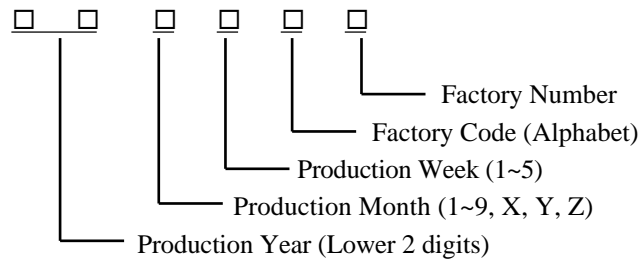 □ □ □ □ □ □
Factory Number
Factory Code (Alphabet)
Production Week (1~5)
Production Month (1~9, X, Y, Z)
Production Year (Lower 2 digits)